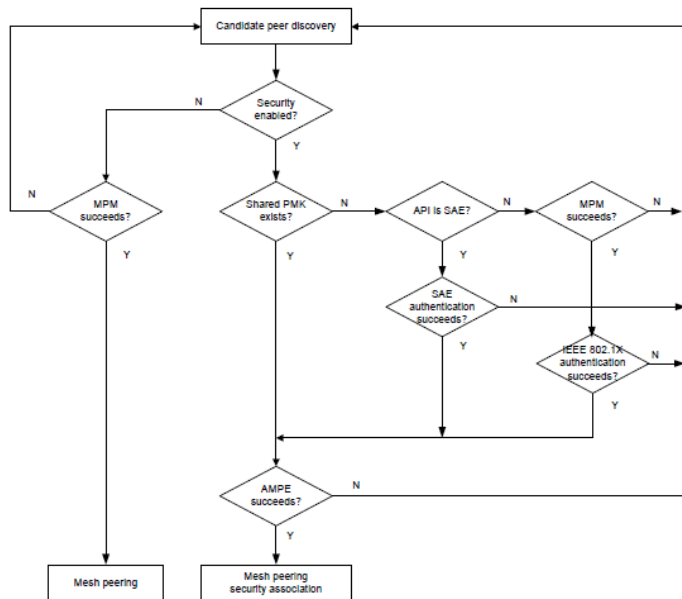 Candidate peer discovery
N
Security
enabled?
Y
N
MPM
succeeds?
Y
Shared PMK
exists?
N
Y
API is SAE?
N
Y
MPM
succeeds?
N
Y
SAE
authentication
succeeds?
N
Y
IEEE 802.1X
authentication
succeeds?
N
Y
AMPE
succeeds?
N
Y
Mesh peering
Mesh peering
security association